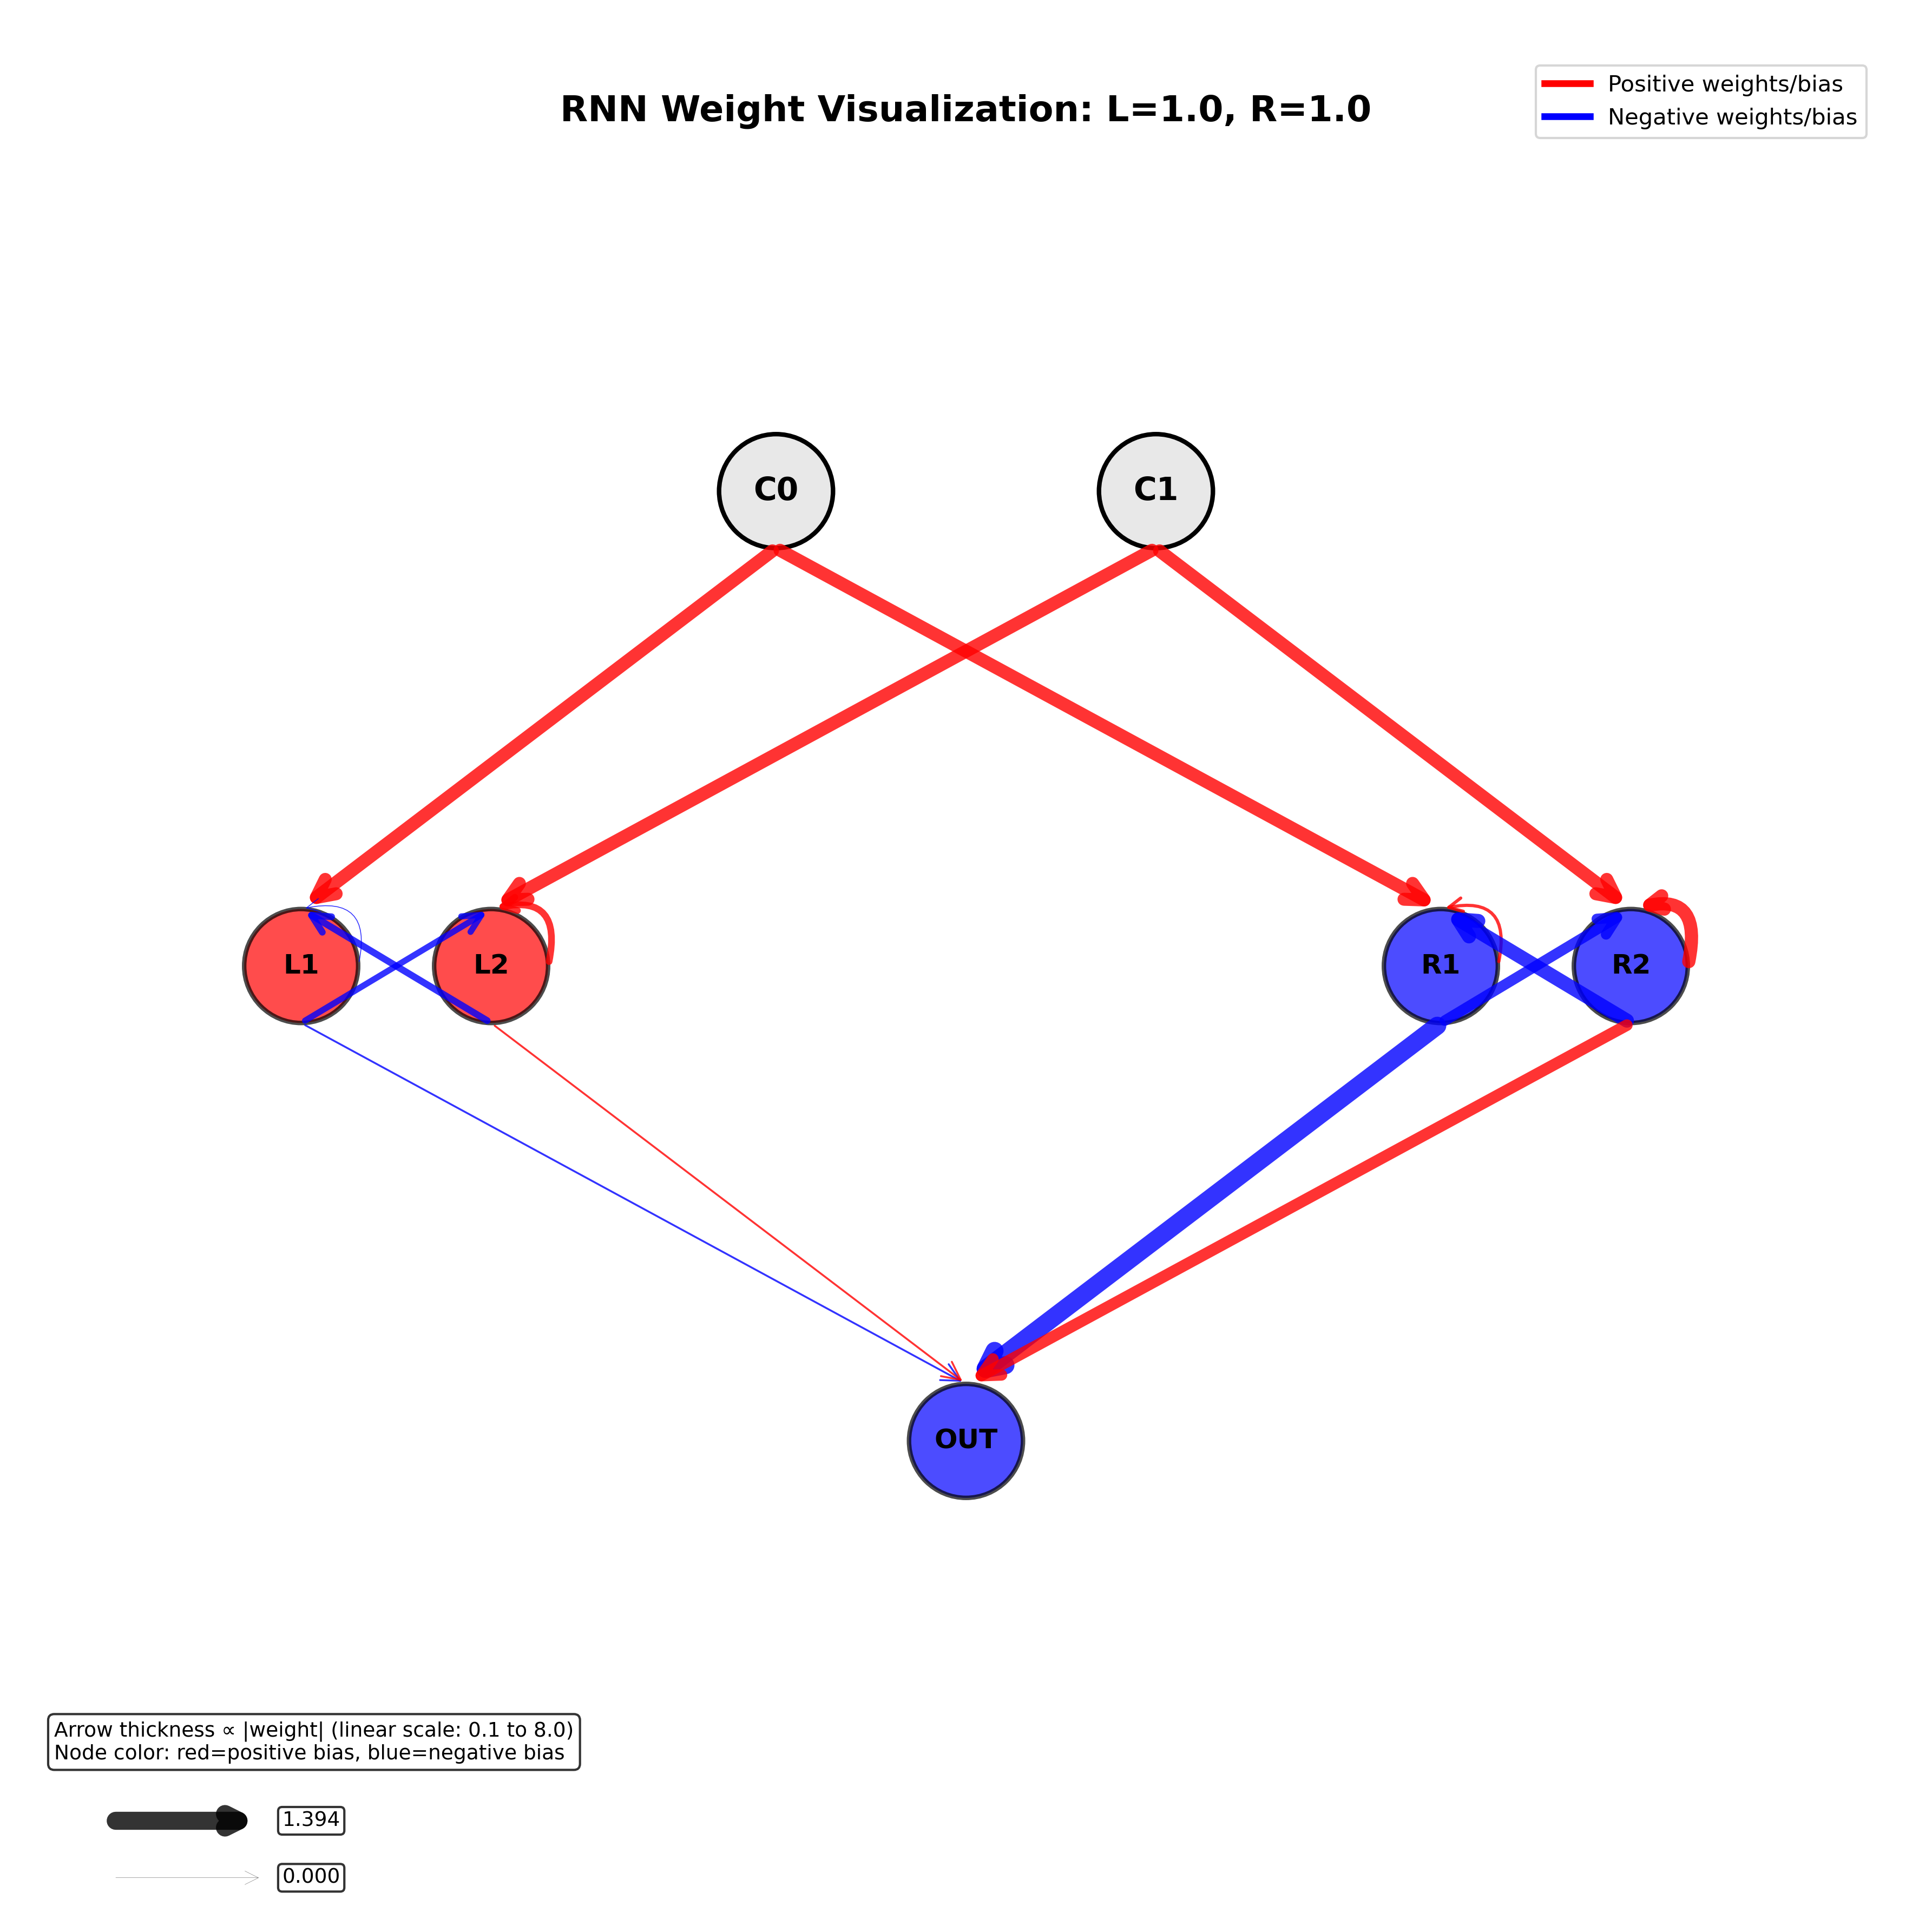 RNN Weight Visualization: L=1.0, R=1.0
Positive weights/bias
Negative weights/bias
C0
C1
L1
L2
R1
R2
OUT
Arrow thickness ∝ |weight| (linear scale: 0.1 to 8.0)
Node color: red=positive bias, blue=negative bias
1.394
0.000